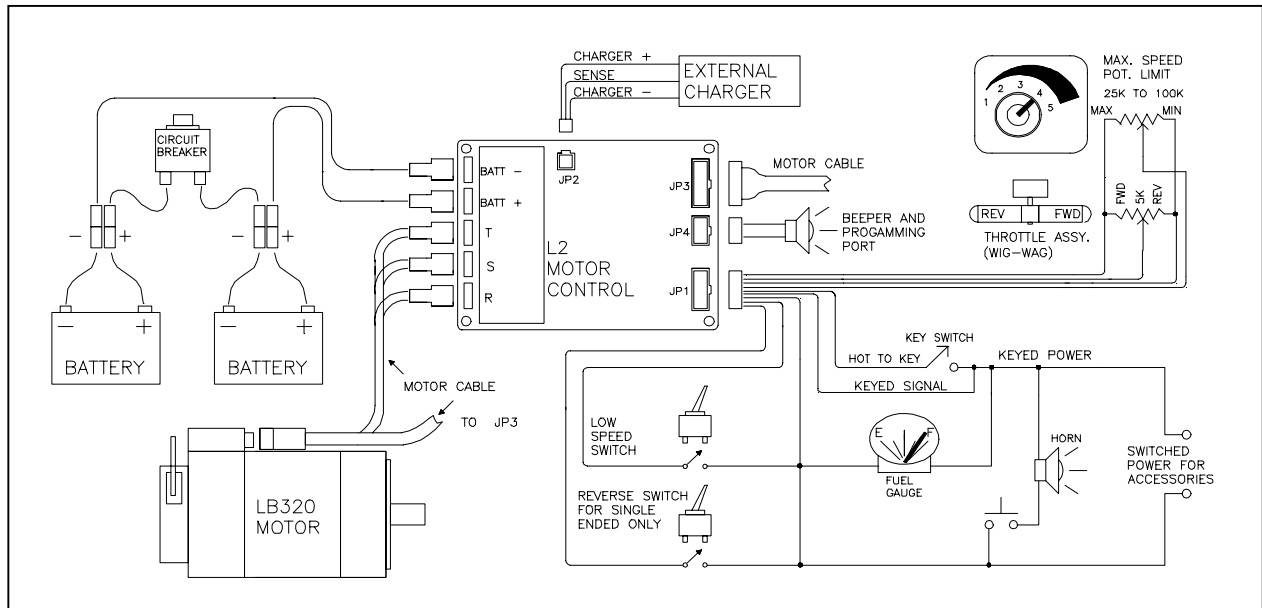 CHARGER +
SENSE
CHARGER -
EXTERNAL
CHARGER
1 2 3 4 5
MAX. SPEED
POT. LIMIT
25K TO 100K
MAX MIN
CIRCUIT
BREAKER
- +
- +
- +
BATTERY
- +
BATTERY
BATT -
BATT +
T
S
R
L2
MOTOR
CONTROL
JP2
JP3
JP4
JP1
MOTOR CABLE
BEEPER AND
PROGAMMING
PORT
FWD
5K
REV
REV FWD
THROTTLE ASSY.
(WIG-WAG)
KEY SWITCH
HOT TO KEY
KEYED POWER
KEYED SIGNAL
MOTOR CABLE
TO JP3
LB320
MOTOR
LOW
SPEED
SWITCH
REVERSE SWITCH
FOR SINGLE
ENDED ONLY
E F
FUEL
GAUGE
HORN
SWITCHED
POWER FOR
ACCESSORIES